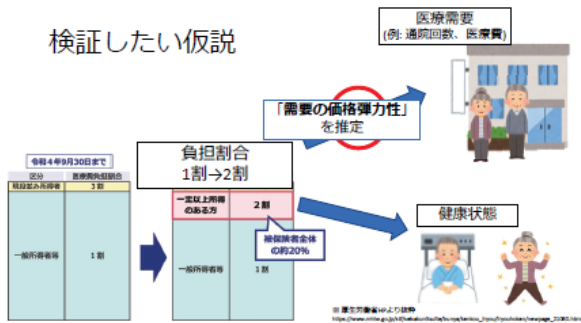 検証したい仮説
医療需要
(例: 通院回数、医療費)
「需要の価格弾力性」
を推定
負担割合
1割→2割
令和4年9月30日まで
区分 医療費負担割合
現役並み所得者 3割
一般所得者等 1割
一定以上所得
のある方 2割
被保険者全体
の約20%
一般所得者等 1割
健康状態
※ 厚生労働省HPより抜粋